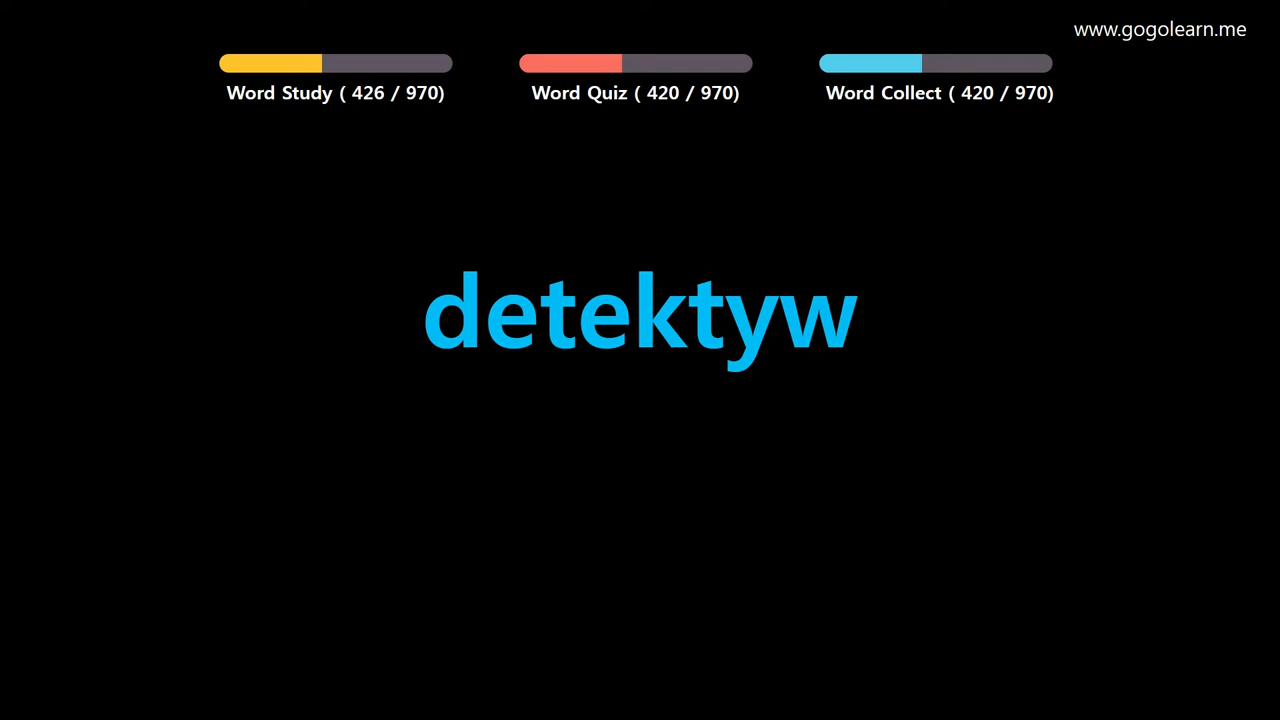 www.gogolearn.me
Word Study ( 426 / 970)
Word Quiz ( 420 / 970)
Word Collect ( 420 / 970)
detektyw